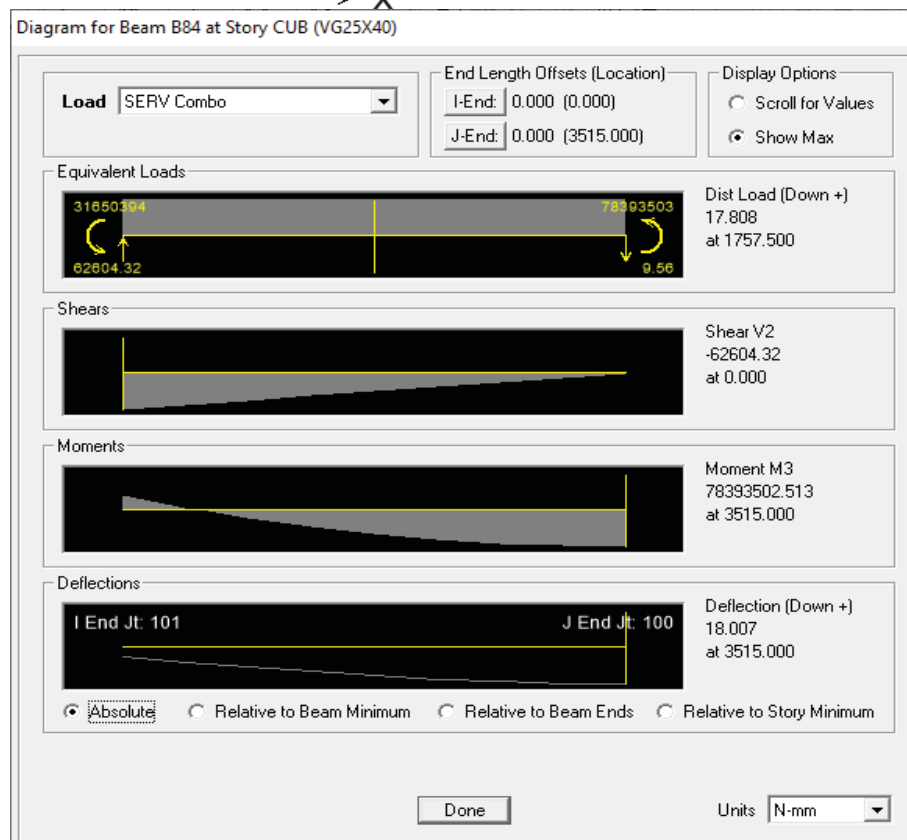 X
Diagram for Beam B84 at Story CUB (VG25X40)
Load SERV Combo
End Length Offsets (Location)
I-End: 0.000 (0.000)
J-End: 0.000 (3515.000)
Display Options
Scroll for Values
Show Max
Equivalent Loads
31650394 78393503
62604.32 9.56
Dist Load (Down +)
17.808
at 1757.500
Shears
Shear V2
-62604.32
at 0.000
Moments
Moment M3
78393502.513
at 3515.000
Deflections
I End Jt: 101 J End Jt: 100
Deflection (Down +)
18.007
at 3515.000
Absolute Relative to Beam Minimum Relative to Beam Ends Relative to Story Minimum
Done Units N-mm